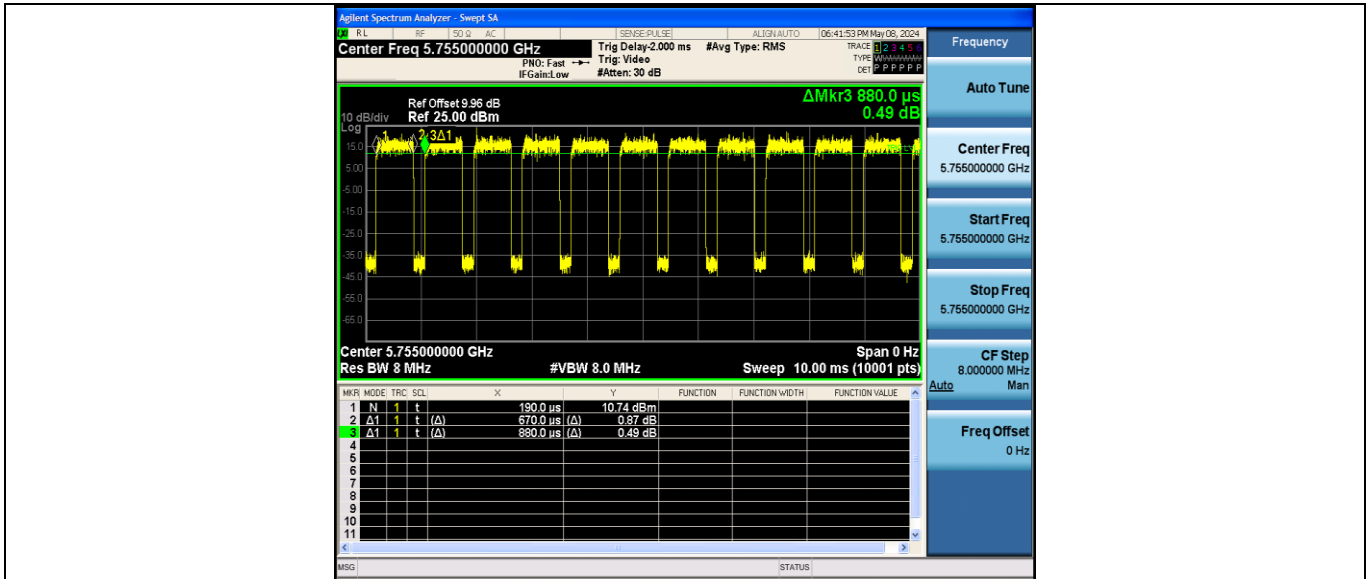 Agilent Spectrum Analyzer - Swept SA
LXI RL RF 50 Ω AC SENSE:PULSE ALIGN AUTO 06:41:53 PM May 08, 2024
Center Freq 5.755000000 GHz
PNO: Fast
IFGain:Low
Trig Delay-2.000 ms
Trig: Video
#Atten: 30 dB
#Avg Type: RMS
TRACE 1 2 3 4 5 6
TYPE WWWWWW
DET P P P P P P
ΔMkr3 880.0 µs
0.49 dB
Ref Offset 9.96 dB
10 dB/div Ref 25.00 dBm
Log
1 2 3Δ1
15.0
5.00
-5.00
-15.0
-25.0
-35.0
-45.0
-55.0
-65.0
Center 5.755000000 GHz Span 0 Hz
Res BW 8 MHz #VBW 8.0 MHz Sweep 10.00 ms (10001 pts)
MKR MODE TRC SCL X Y FUNCTION FUNCTION WIDTH FUNCTION VALUE
1 N 1 t 190.0 µs 10.74 dBm
2 Δ1 1 t (Δ) 670.0 µs (Δ) 0.87 dB
3 Δ1 1 t (Δ) 880.0 µs (Δ) 0.49 dB
4
5
6
7
8
9
10
11
MSG STATUS
Frequency
Auto Tune
Center Freq
5.755000000 GHz
Start Freq
5.755000000 GHz
Stop Freq
5.755000000 GHz
CF Step
8.000000 MHz
Auto Man
Freq Offset
0 Hz